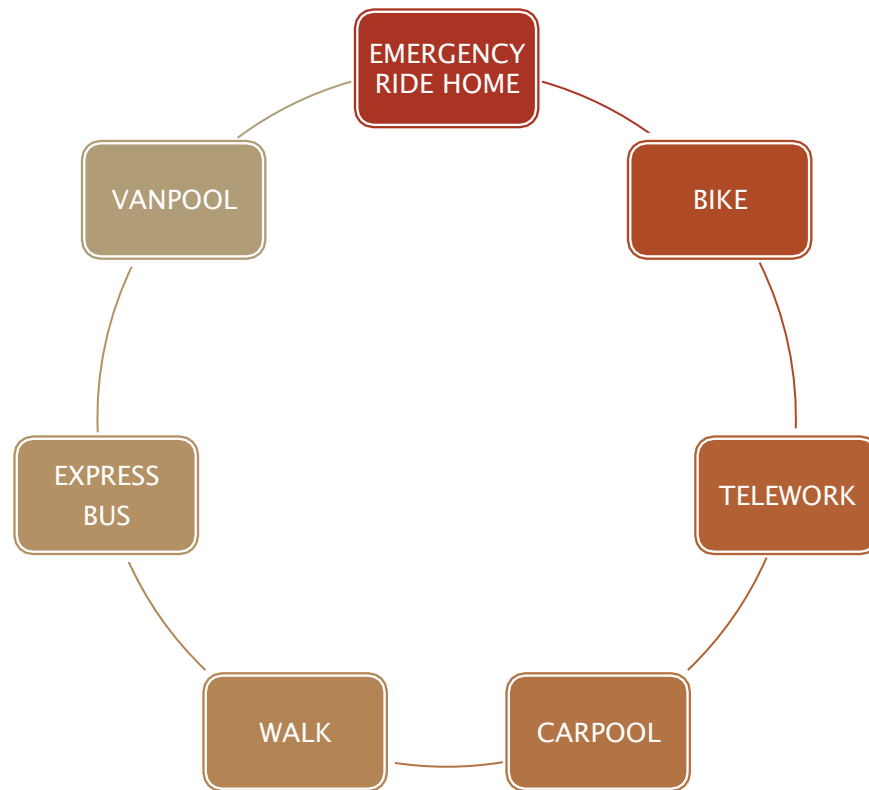 EMERGENCY
RIDE HOME
BIKE
TELEWORK
CARPOOL
WALK
EXPRESS
BUS
VANPOOL